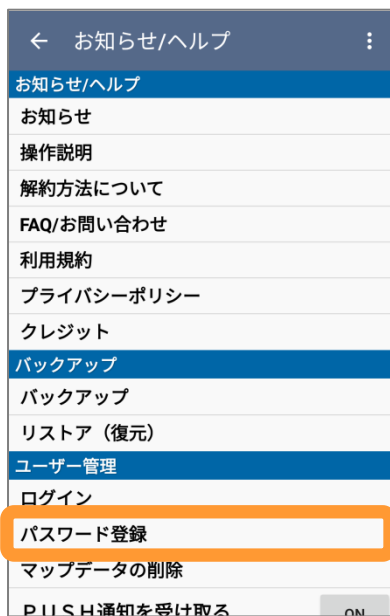 ← お知らせ/ヘルプ
お知らせ/ヘルプ
お知らせ
操作説明
解約方法について
FAQ/お問い合わせ
利用規約
プライバシーポリシー
クレジット
バックアップ
バックアップ
リストア（復元）
ユーザー管理
ログイン
パスワード登録
マップデータの削除
ＰＵＳＨ通知を受け取る ON